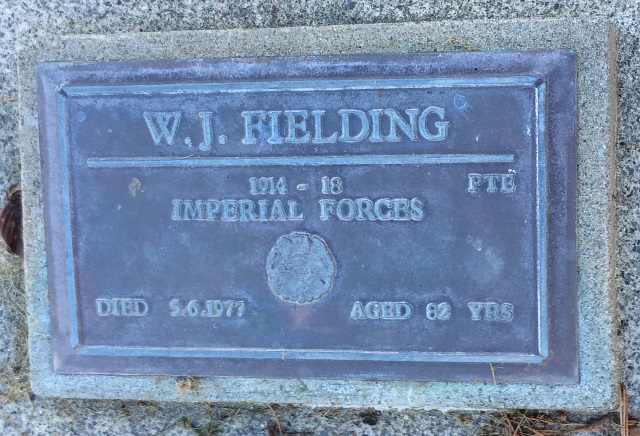 W. J. FIELDING
1914 - 18 PTE
IMPERIAL FORCES
DIED 5.6.1977 AGED 82 YRS